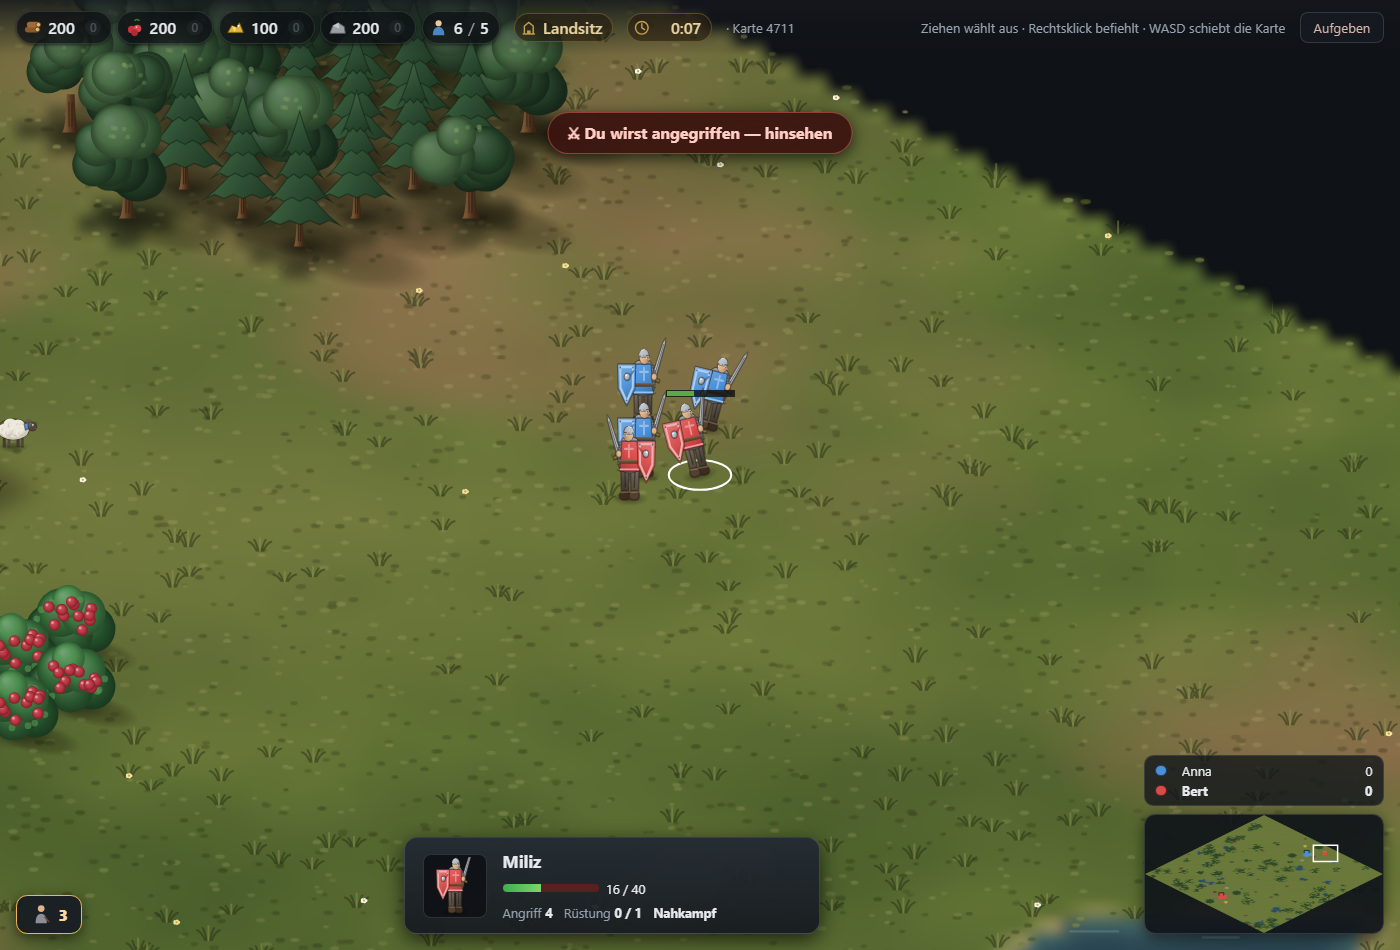 200 0 200 0 100 0 200 0 6 / 5 Landsitz 0:07 · Karte 4711 Ziehen wählt aus · Rechtsklick befiehlt · WASD schiebt die Karte Aufgeben
⚔ Du wirst angegriffen — hinsehen
Anna 0
Bert 0
Miliz
16 / 40
Angriff 4 Rüstung 0 / 1 Nahkampf
3